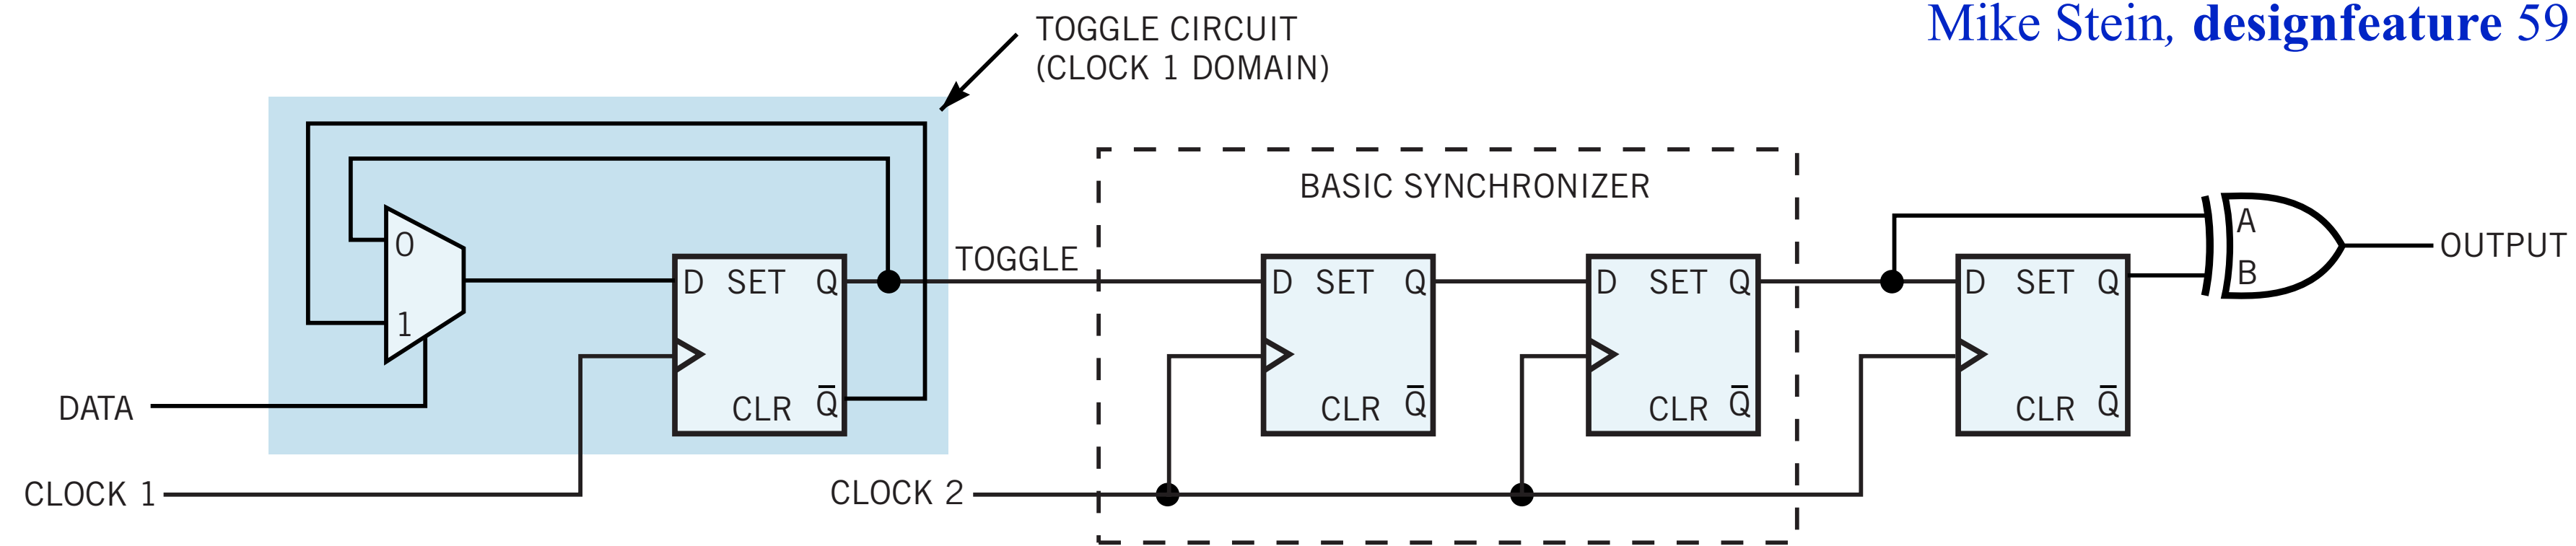 Mike Stein, designfeature 59
TOGGLE CIRCUIT
(CLOCK 1 DOMAIN)
BASIC SYNCHRONIZER
0
1
D SET Q
CLR Q̅
TOGGLE
D SET Q
CLR Q̅
D SET Q
CLR Q̅
D SET Q
CLR Q̅
A
B
OUTPUT
DATA
CLOCK 1
CLOCK 2